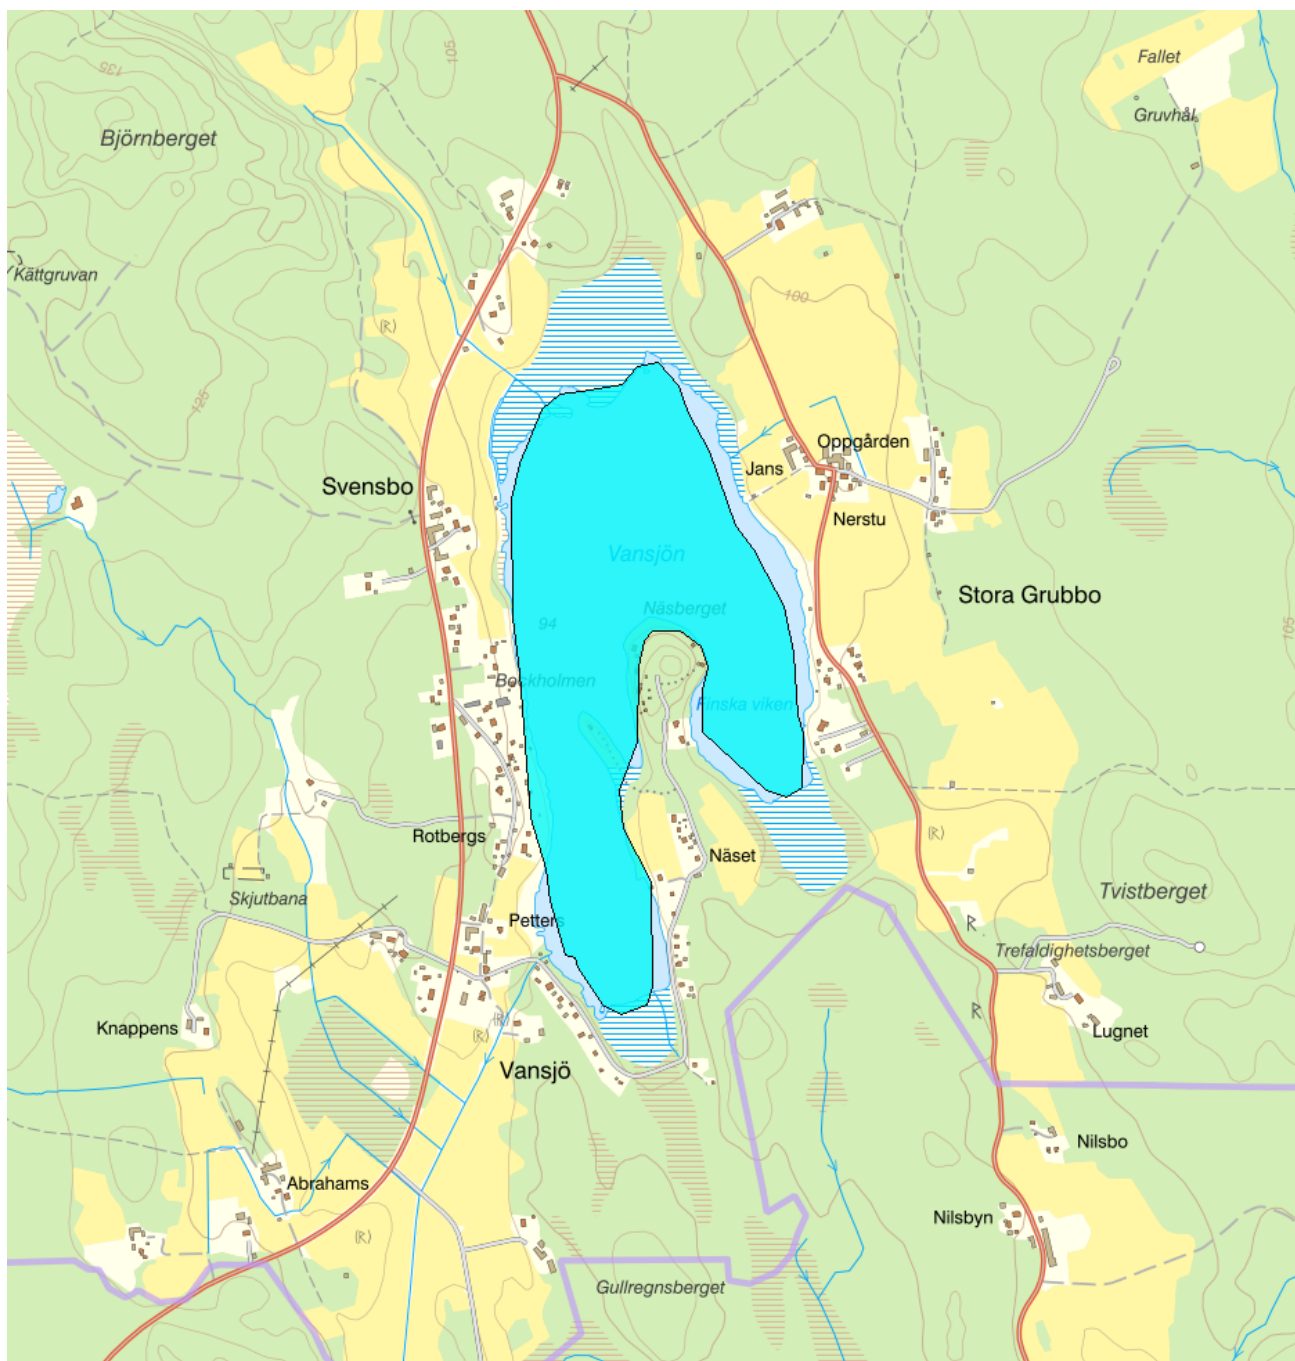 Fallet
105
135
Gruvhål
Björnberget
Kättgruvan
100
(R)
125
Oppgården
Jans
Svensbo
Nerstu
Vansjön
Stora Grubbo
Näsberget
94
105
Bockholmen
Finska viken
(R)
Rotbergs
Näset
Skjutbana
Tvistberget
Petters
R
Trefaldighetsberget
R
Knappens
(R)
(R)
Lugnet
Vansjö
Nilsbo
Abrahams
Nilsbyn
(R)
Gullregnsberget